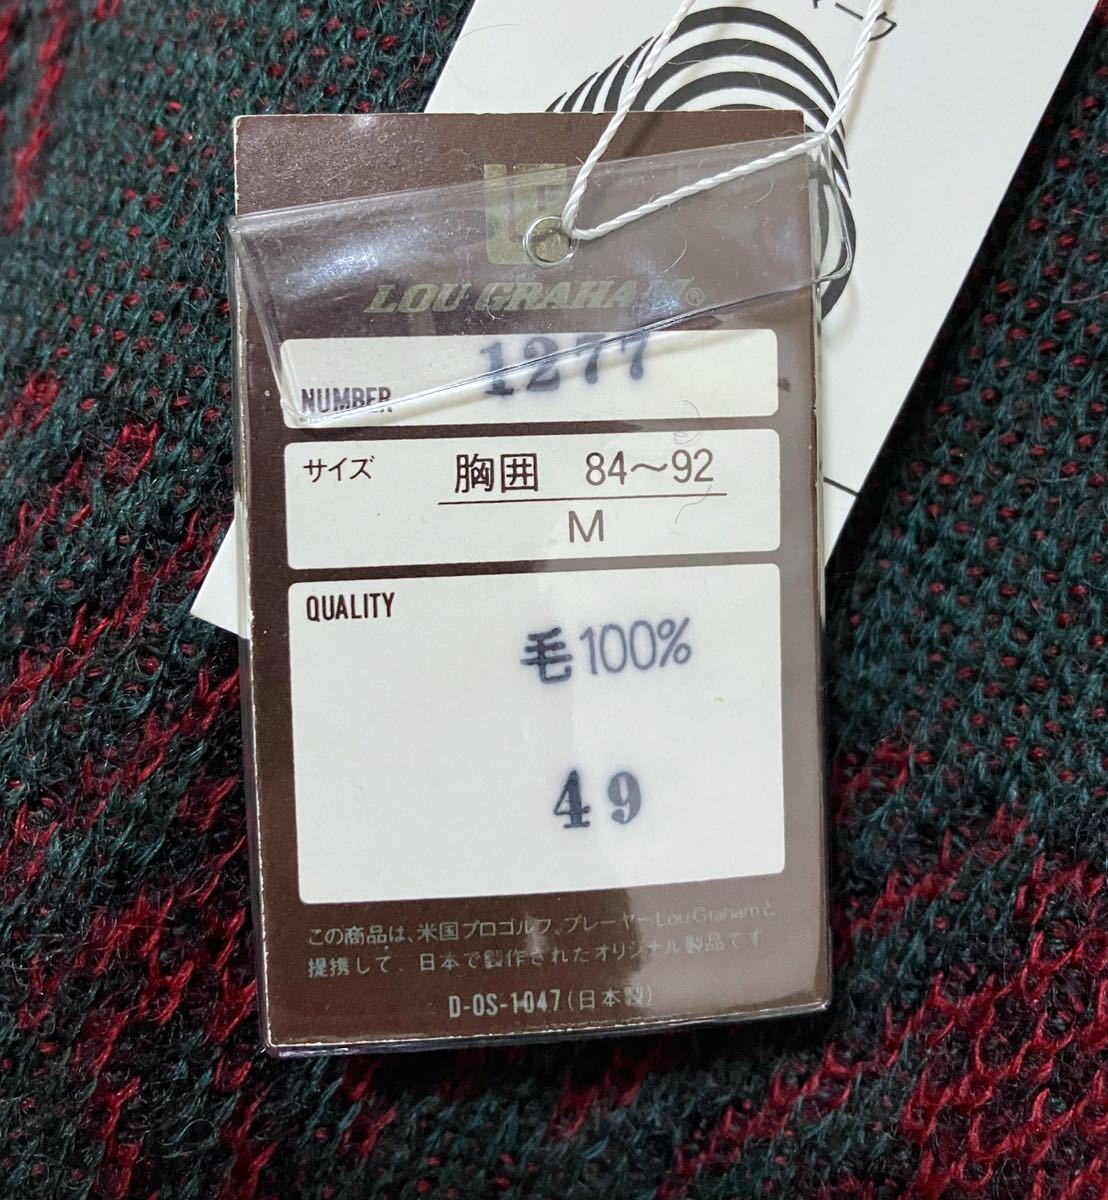 LOU GRAHAM®
NUMBER 1277
サイズ 胸囲 84～92
M
QUALITY
毛100%
49
この商品は、米国プロゴルフ、プレーヤーLou Grahamと
提携して、日本で製作されたオリジナル製品です
D-OS-1047(日本製)